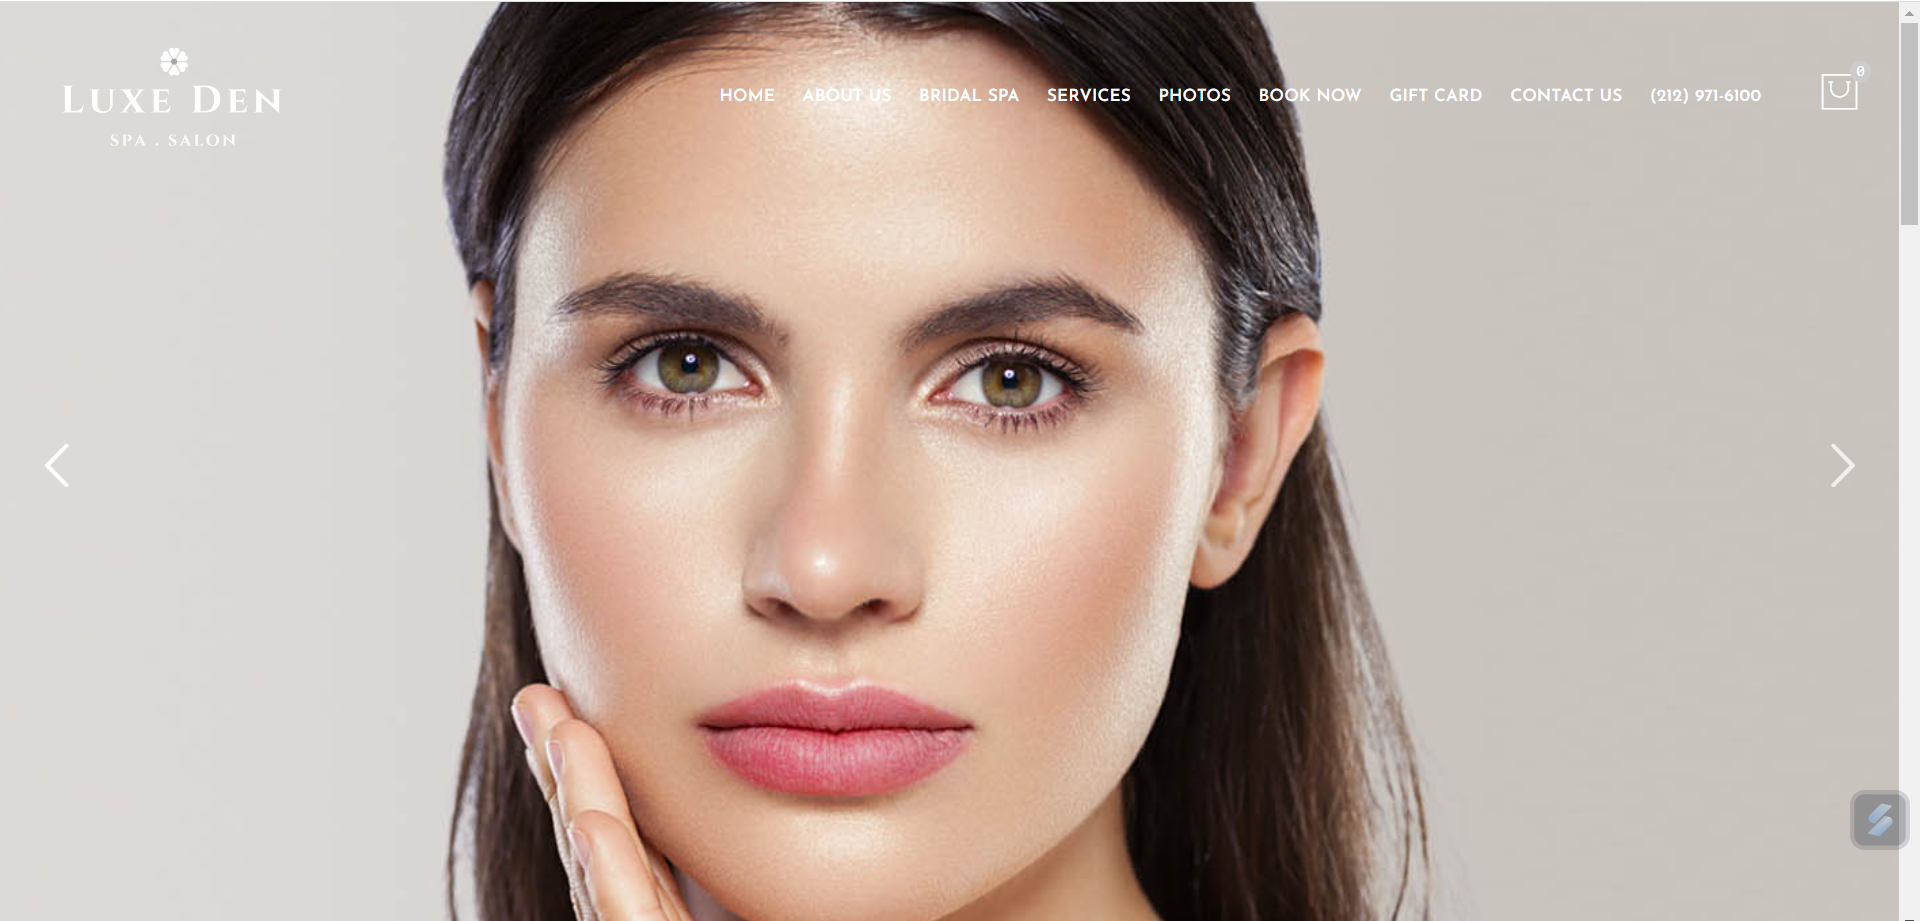 LUXE DEN
SPA . SALON
HOME ABOUT US BRIDAL SPA SERVICES PHOTOS BOOK NOW GIFT CARD CONTACT US (212) 971-6100
0